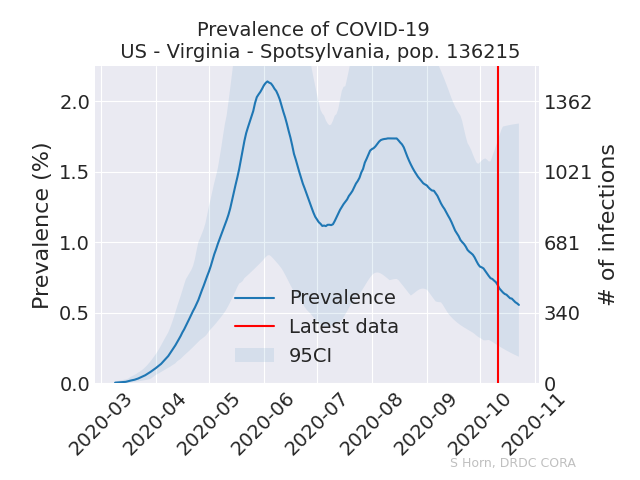 Prevalence of COVID-19
US - Virginia - Spotsylvania, pop. 136215
Prevalence (%)
2.0
1.5
1.0
0.5
0.0
1362
1021
681
340
0
# of infections
Prevalence
Latest data
95CI
2020-03
2020-04
2020-05
2020-06
2020-07
2020-08
2020-09
2020-10
2020-11
S Horn, DRDC CORA